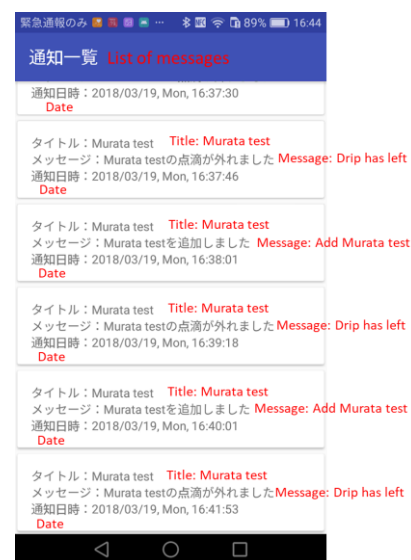 緊急通報のみ ... 89% 16:44
通知一覧 List of messages
通知日時：2018/03/19, Mon, 16:37:30
Date
タイトル：Murata test Title: Murata test
メッセージ：Murata testの点滴が外れました Message: Drip has left
通知日時：2018/03/19, Mon, 16:37:46
Date
タイトル：Murata test Title: Murata test
メッセージ：Murata testを追加しました Message: Add Murata test
通知日時：2018/03/19, Mon, 16:38:01
Date
タイトル：Murata test Title: Murata test
メッセージ：Murata testの点滴が外れました Message: Drip has left
通知日時：2018/03/19, Mon, 16:39:18
Date
タイトル：Murata test Title: Murata test
メッセージ：Murata testを追加しました Message: Add Murata test
通知日時：2018/03/19, Mon, 16:40:01
Date
タイトル：Murata test Title: Murata test
メッセージ：Murata testの点滴が外れました Message: Drip has left
通知日時：2018/03/19, Mon, 16:41:53
Date